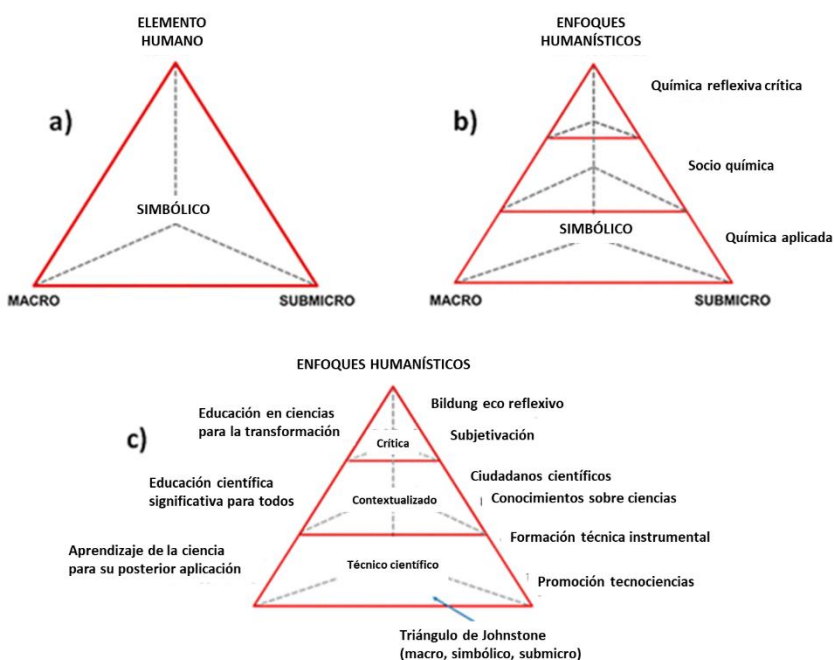 ELEMENTO
HUMANO
a)
SIMBÓLICO
MACRO
SUBMICRO
ENFOQUES
HUMANÍSTICOS
b)
Química reflexiva crítica
Socio química
SIMBÓLICO
Química aplicada
MACRO
SUBMICRO
ENFOQUES HUMANÍSTICOS
c)
Educación en ciencias
para la transformación
Bildung eco reflexivo
Crítica
Subjetivación
Educación científica
significativa para todos
Contextualizado
Ciudadanos científicos
Conocimientos sobre ciencias
Aprendizaje de la ciencia
para su posterior aplicación
Técnico científico
Formación técnica instrumental
Promoción tecnociencias
Triángulo de Johnstone
(macro, simbólico, submicro)